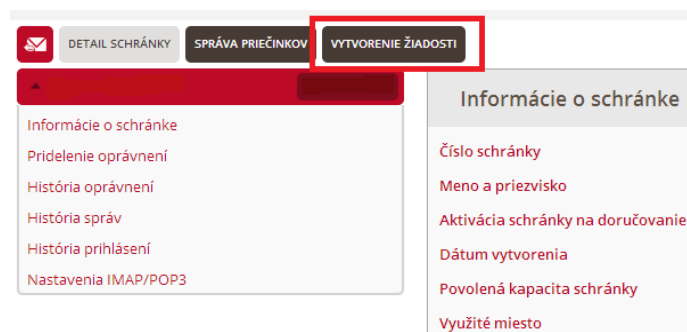 DETAIL SCHRÁNKY
SPRÁVA PRIEČINKOV
VYTVORENIE ŽIADOSTI
Informácie o schránke
Pridelenie oprávnení
História oprávnení
História správ
História prihlásení
Nastavenia IMAP/POP3
Informácie o schránke
Číslo schránky
Meno a priezvisko
Aktivácia schránky na doručovanie
Dátum vytvorenia
Povolená kapacita schránky
Využité miesto